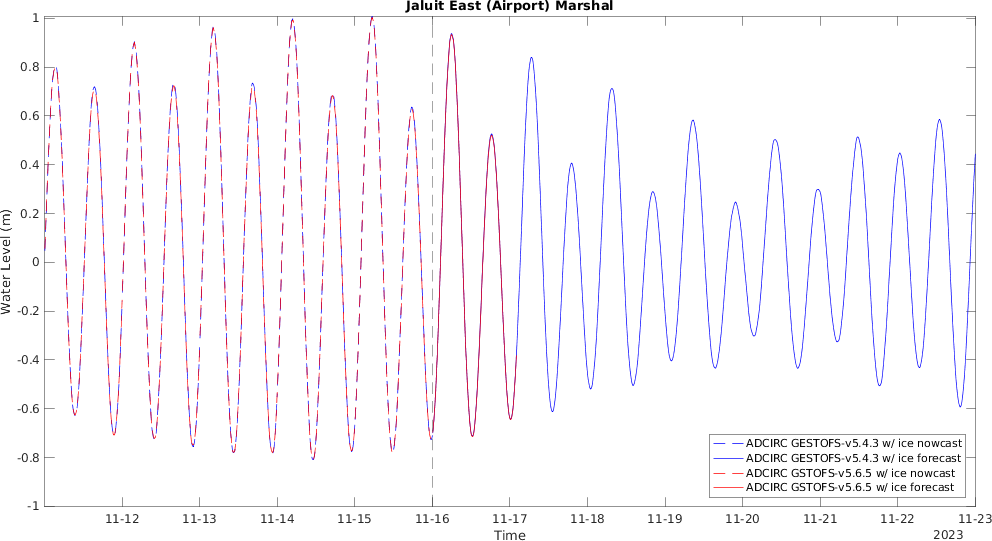 Jaluit East (Airport) Marshal
1
0.8
0.6
0.4
0.2
0
-0.2
-0.4
-0.6
-0.8
-1
Water Level (m)
ADCIRC GESTOFS-v5.4.3 w/ ice nowcast
ADCIRC GESTOFS-v5.4.3 w/ ice forecast
ADCIRC GSTOFS-v5.6.5 w/ ice nowcast
ADCIRC GSTOFS-v5.6.5 w/ ice forecast
11-12 11-13 11-14 11-15 11-16 11-17 11-18 11-19 11-20 11-21 11-22 11-23
Time
2023